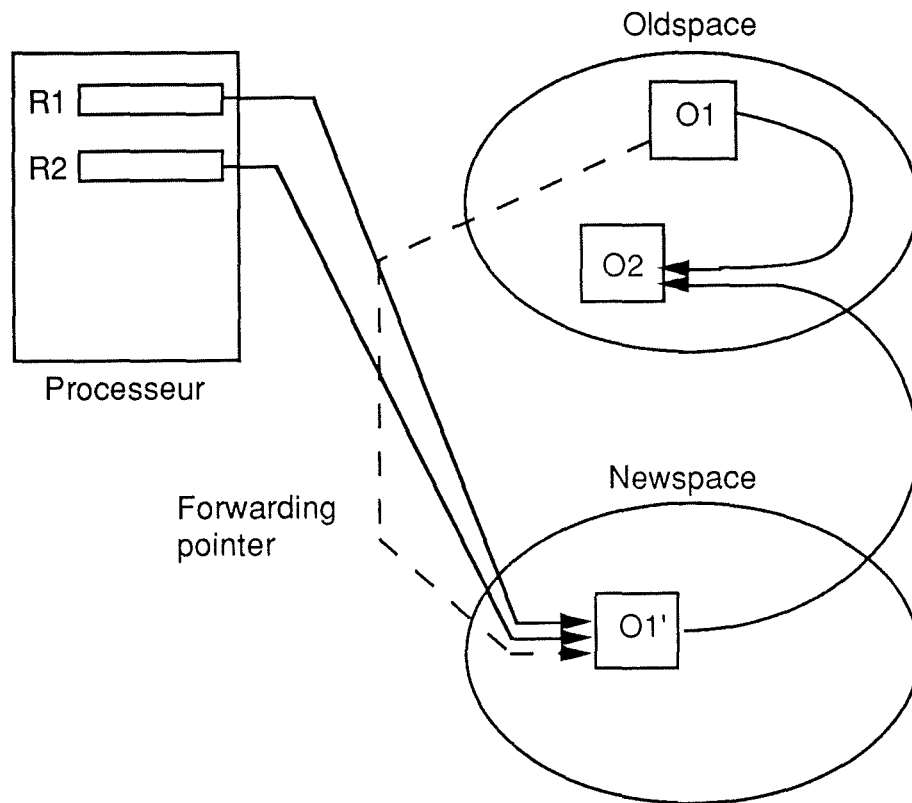 Oldspace
R1
O1
R2
O2
Processeur
Newspace
Forwarding
pointer
O1'